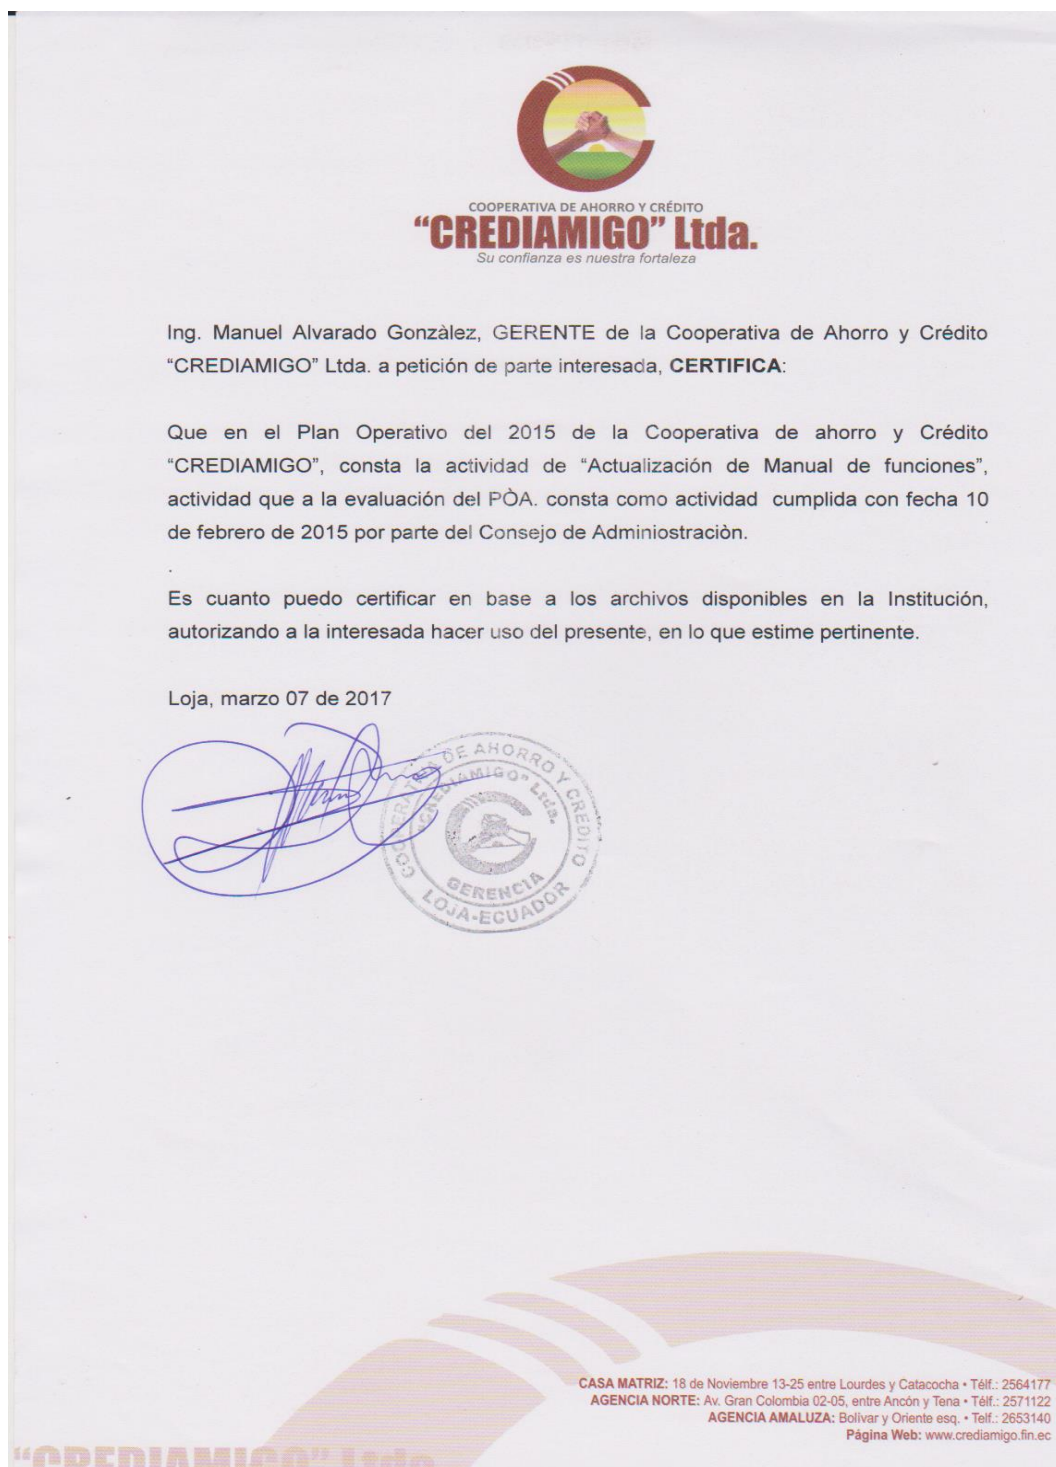 COOPERATIVA DE AHORRO Y CRÉDITO
“CREDIAMIGO” Ltda.
Su confianza es nuestra fortaleza
Ing. Manuel Alvarado Gonzàlez, GERENTE de la Cooperativa de Ahorro y Crédito
“CREDIAMIGO” Ltda. a petición de parte interesada, CERTIFICA:
Que en el Plan Operativo del 2015 de la Cooperativa de ahorro y Crédito
“CREDIAMIGO”, consta la actividad de “Actualización de Manual de funciones”,
actividad que a la evaluación del PÒA. consta como actividad cumplida con fecha 10
de febrero de 2015 por parte del Consejo de Adminiostraciòn.
.
Es cuanto puedo certificar en base a los archivos disponibles en la Institución,
autorizando a la interesada hacer uso del presente, en lo que estime pertinente.
Loja, marzo 07 de 2017
COOPERATIVA DE AHORRO Y CREDITO
"CREDIAMIGO" Ltda.
GERENCIA
LOJA-ECUADOR
CASA MATRIZ: 18 de Noviembre 13-25 entre Lourdes y Catacocha • Télf.: 2564177
AGENCIA NORTE: Av. Gran Colombia 02-05, entre Ancón y Tena • Télf.: 2571122
AGENCIA AMALUZA: Bolívar y Oriente esq. • Telf.: 2653140
Página Web: www.crediamigo.fin.ec
“CREDIAMIGO” Ltda.